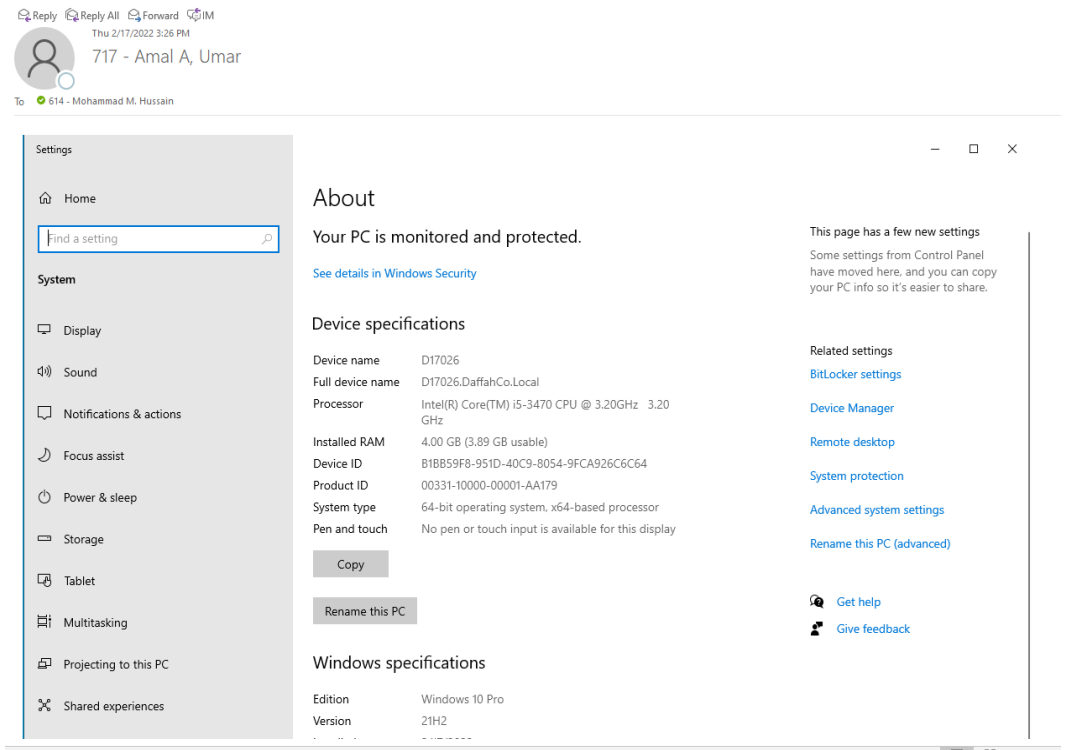 Reply Reply All Forward IM
Thu 2/17/2022 3:26 PM
717 - Amal A, Umar
To 614 - Mohammad M. Hussain
Settings
Home
Find a setting
System
Display
Sound
Notifications & actions
Focus assist
Power & sleep
Storage
Tablet
Multitasking
Projecting to this PC
Shared experiences
About
Your PC is monitored and protected.
See details in Windows Security
Device specifications
Device name D17026
Full device name D17026.DaffahCo.Local
Processor Intel(R) Core(TM) i5-3470 CPU @ 3.20GHz 3.20
GHz
Installed RAM 4.00 GB (3.89 GB usable)
Device ID B1BB59F8-951D-40C9-8054-9FCA926C6C64
Product ID 00331-10000-00001-AA179
System type 64-bit operating system, x64-based processor
Pen and touch No pen or touch input is available for this display
Copy
Rename this PC
Windows specifications
Edition Windows 10 Pro
Version 21H2
This page has a few new settings
Some settings from Control Panel
have moved here, and you can copy
your PC info so it's easier to share.
Related settings
BitLocker settings
Device Manager
Remote desktop
System protection
Advanced system settings
Rename this PC (advanced)
Get help
Give feedback